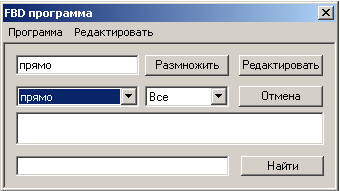 FBD программа
Программа Редактировать
прямо Размножить Редактировать
прямо Все Отмена
Найти